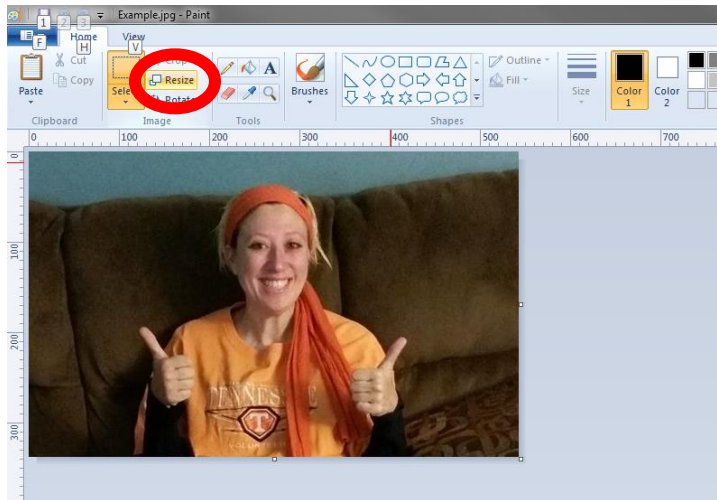 Example.jpg - Paint
1 2 3
Home View
F H V
Paste
Cut
Copy
Select
Crop
Resize
Rotate
A
Brushes
Outline
Fill
Size
Color 1
Color 2
Clipboard Image Tools Shapes
0 100 200 300 400 500 600 700
0
100
200
300
TENNESSEE
T